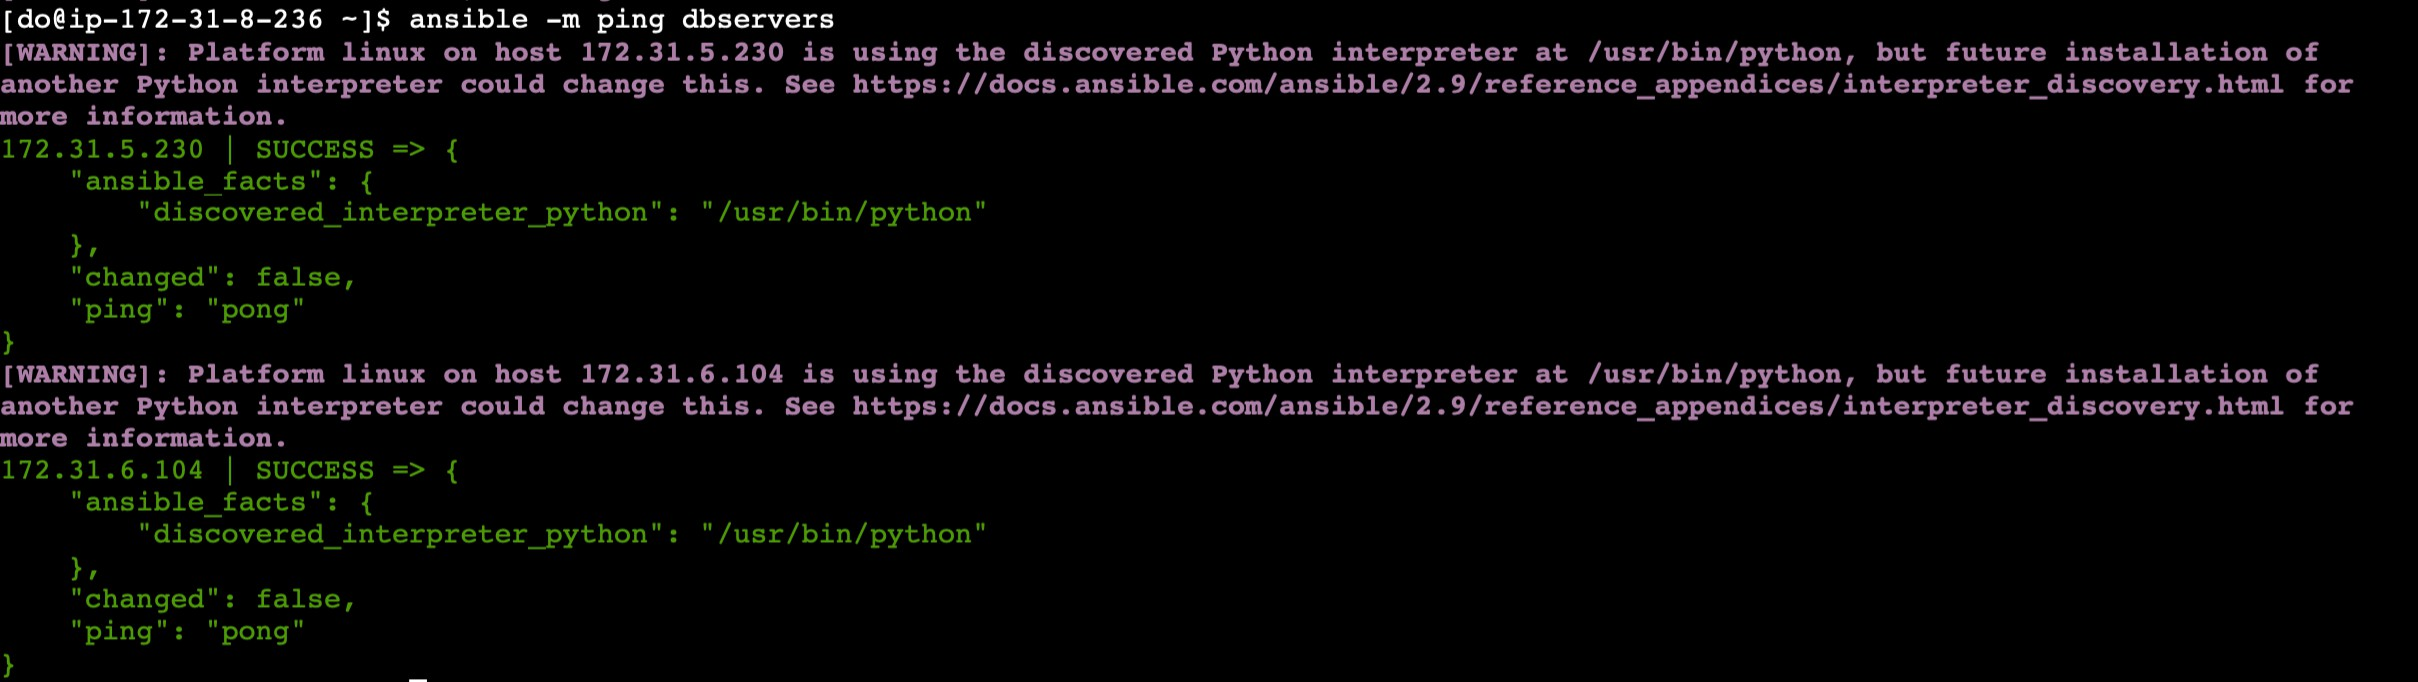 [do@ip-172-31-8-236 ~]$ ansible -m ping dbservers
[WARNING]: Platform linux on host 172.31.5.230 is using the discovered Python interpreter at /usr/bin/python, but future installation of
another Python interpreter could change this. See https://docs.ansible.com/ansible/2.9/reference_appendices/interpreter_discovery.html for
more information.
172.31.5.230 | SUCCESS => {
    "ansible_facts": {
        "discovered_interpreter_python": "/usr/bin/python"
    },
    "changed": false,
    "ping": "pong"
}
[WARNING]: Platform linux on host 172.31.6.104 is using the discovered Python interpreter at /usr/bin/python, but future installation of
another Python interpreter could change this. See https://docs.ansible.com/ansible/2.9/reference_appendices/interpreter_discovery.html for
more information.
172.31.6.104 | SUCCESS => {
    "ansible_facts": {
        "discovered_interpreter_python": "/usr/bin/python"
    },
    "changed": false,
    "ping": "pong"
}